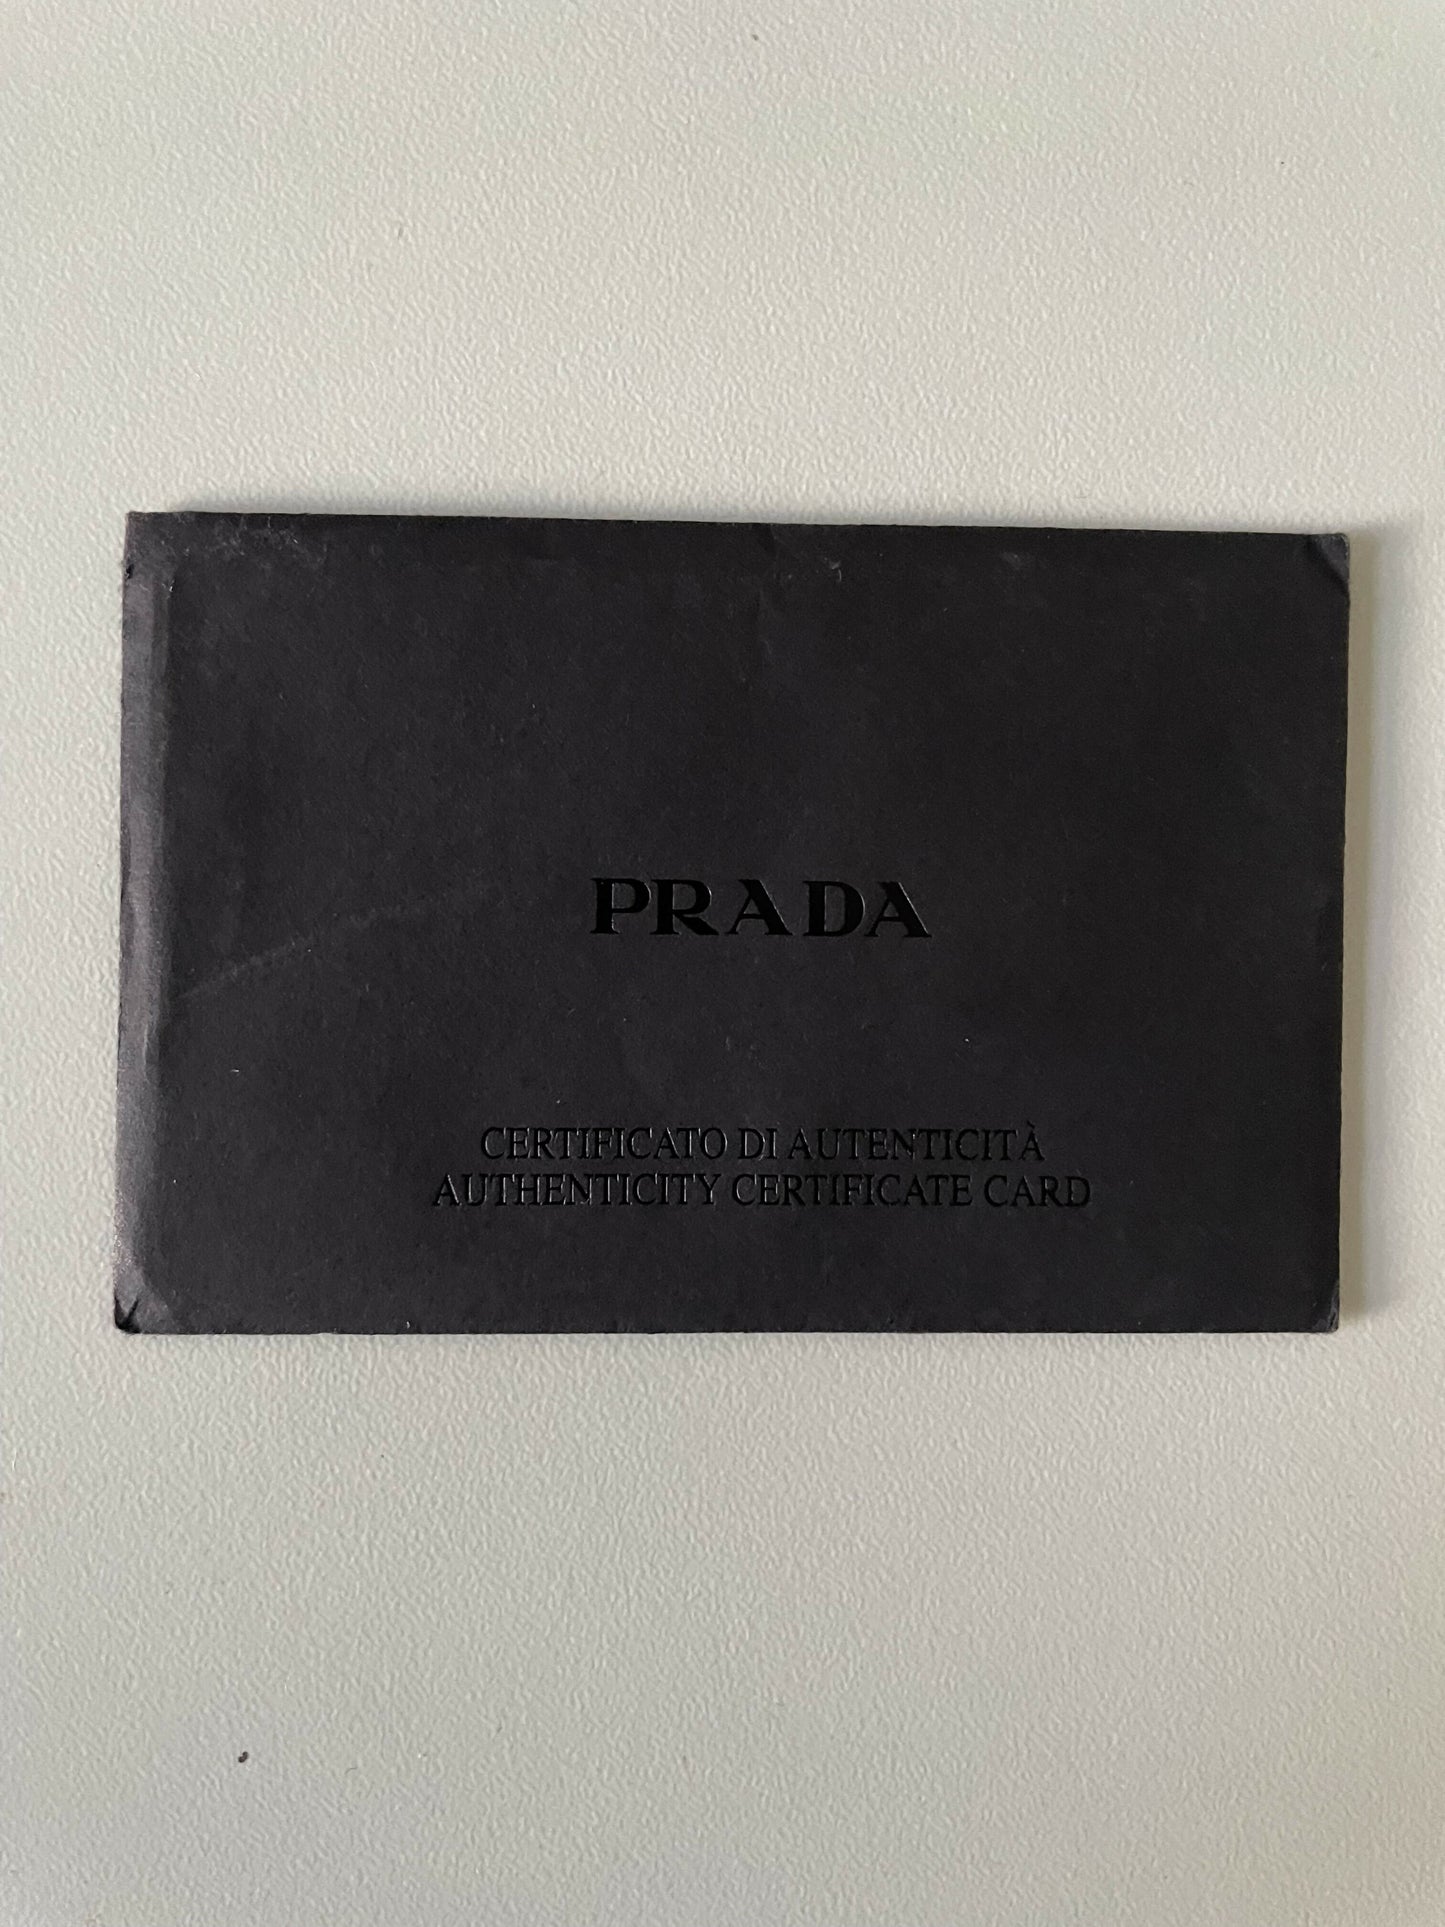 PRADA
CERTIFICATO DI AUTENTICITÀ
AUTHENTICITY CERTIFICATE CARD